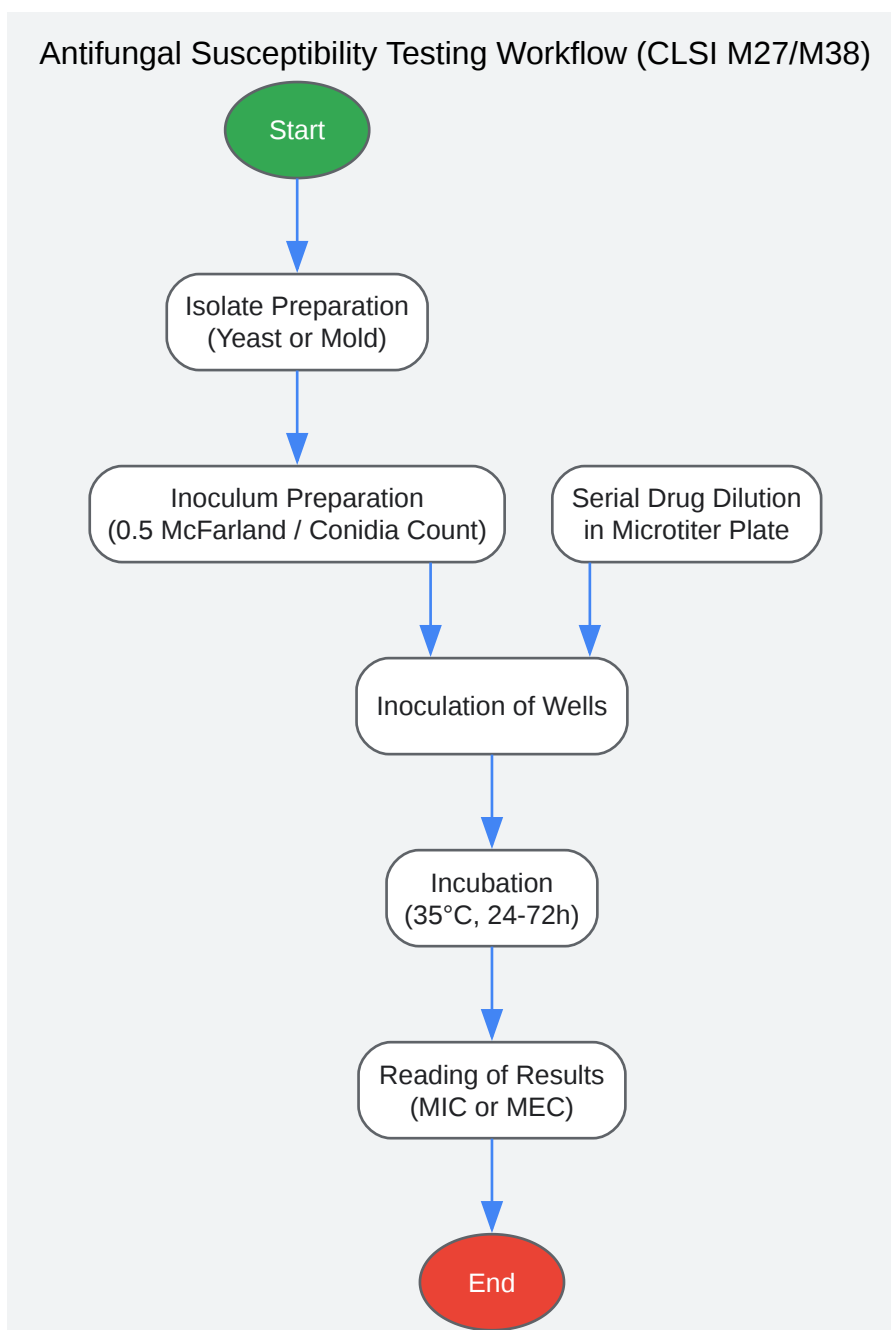 Antifungal Susceptibility Testing Workflow (CLSI M27/M38)
Start
Isolate Preparation
(Yeast or Mold)
Inoculum Preparation
(0.5 McFarland / Conidia Count)
Serial Drug Dilution
in Microtiter Plate
Inoculation of Wells
Incubation
(35°C, 24-72h)
Reading of Results
(MIC or MEC)
End